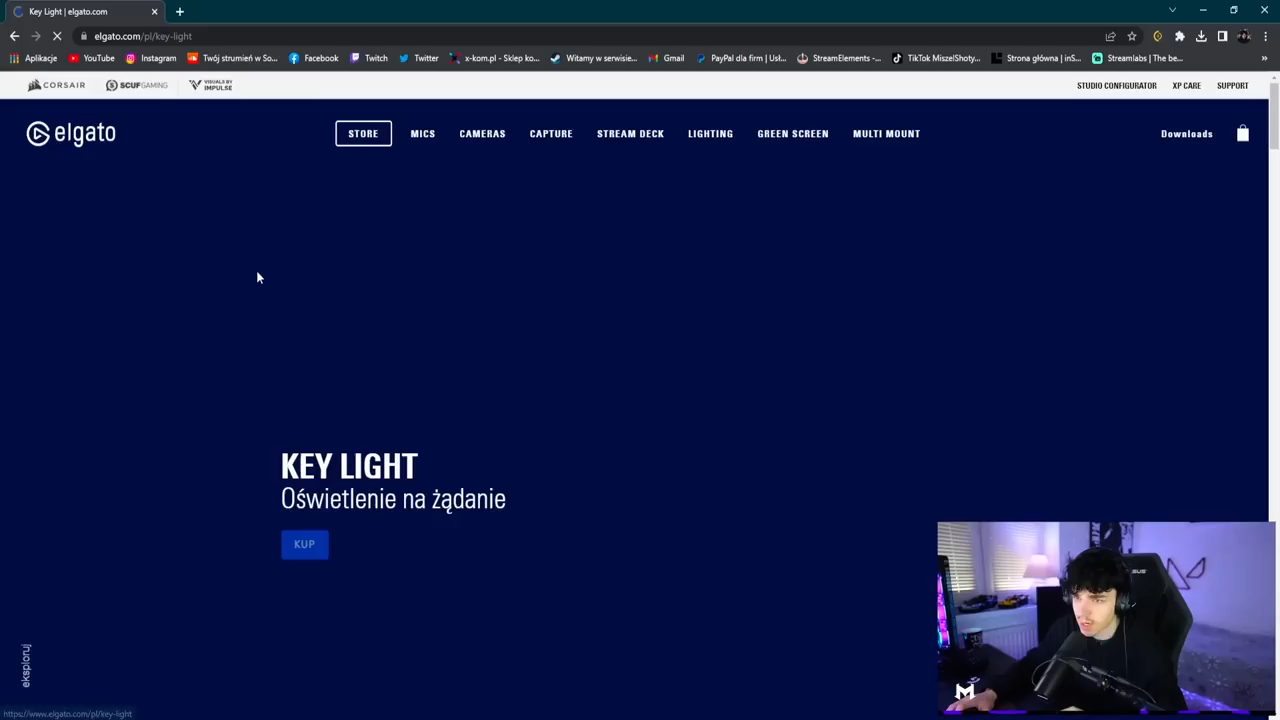 Key Light | elgato.com
elgato.com/pl/key-light
Aplikacje YouTube Instagram Twój strumień w So... Facebook Twitch Twitter x-kom.pl - Sklep ko... Witamy w serwisie... Gmail PayPal dla firm | Usł... StreamElements -... TikTok MiszelShoty,... Strona główna | inS... Streamlabs | The be...
CORSAIR SCUF GAMING VISUALS BY IMPULSE STUDIO CONFIGURATOR XP CARE SUPPORT
elgato STORE MICS CAMERAS CAPTURE STREAM DECK LIGHTING GREEN SCREEN MULTI MOUNT Downloads
KEY LIGHT
Oświetlenie na żądanie
KUP
eksploruj
https://www.elgato.com/pl/key-light